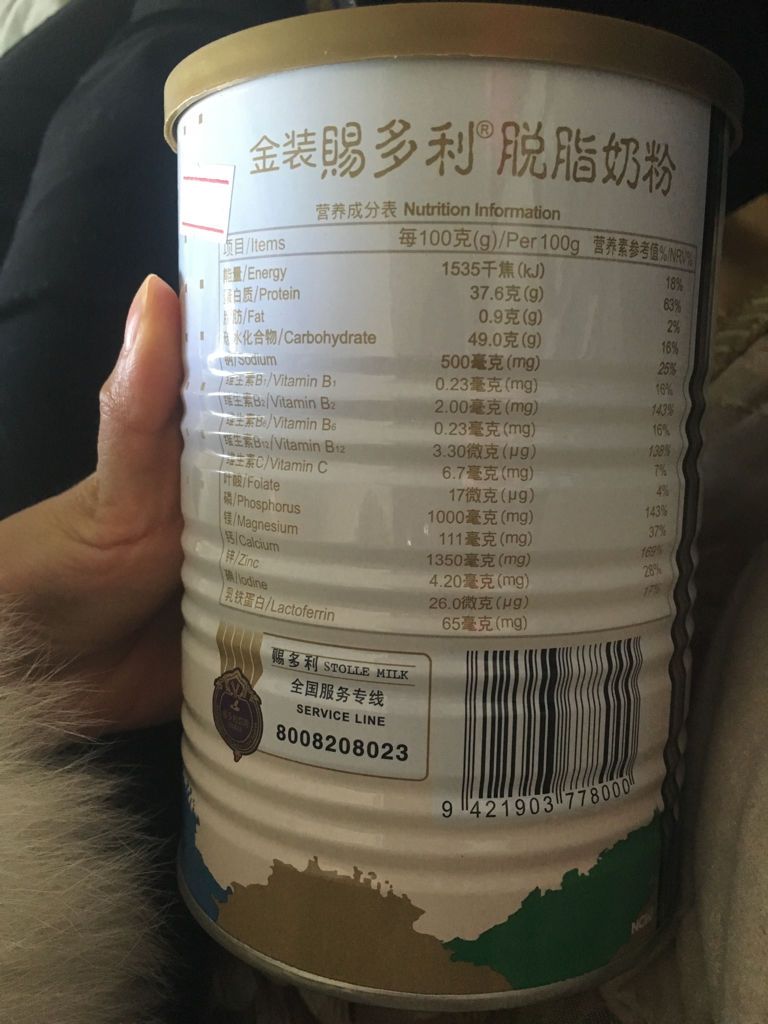 金装赐多利®脱脂奶粉
营养成分表 Nutrition Information
项目/Items 每100克(g)/Per100g 营养素参考值%/NRV%
能量/Energy 1535千焦(kJ) 18%
蛋白质/Protein 37.6克(g) 63%
脂肪/Fat 0.9克(g) 2%
碳水化合物/Carbohydrate 49.0克(g) 16%
钠/Sodium 500毫克(mg) 25%
维生素B1/Vitamin B1 0.23毫克(mg) 16%
维生素B2/Vitamin B2 2.00毫克(mg) 143%
维生素B6/Vitamin B6 0.23毫克(mg) 16%
维生素B12/Vitamin B12 3.30微克(μg) 138%
维生素C/Vitamin C 6.7毫克(mg) 7%
叶酸/Folate 17微克(μg) 4%
磷/Phosphorus 1000毫克(mg) 143%
镁/Magnesium 111毫克(mg) 37%
钙/Calcium 1350毫克(mg) 169%
锌/Zinc 4.20毫克(mg) 28%
碘/Iodine 26.0微克(μg) 17%
乳铁蛋白/Lactoferrin 65毫克(mg)
赐多利 STOLLE MILK
全国服务专线
SERVICE LINE
8008208023
9 421903 778000